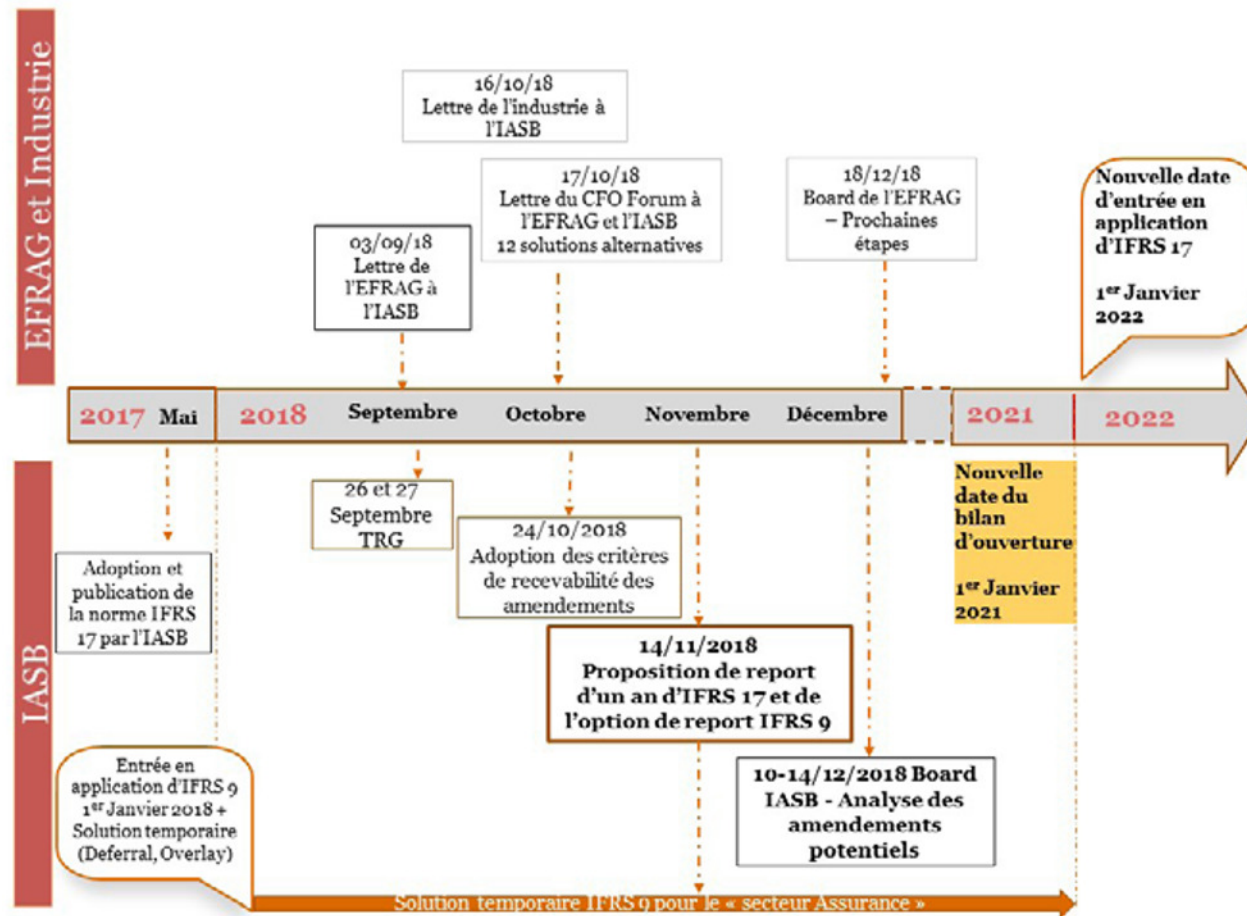 EFRAG et Industrie
16/10/18
Lettre de l'industrie à
l'IASB
17/10/18
Lettre du CFO Forum à
l'EFRAG et l'IASB
12 solutions alternatives
03/09/18
Lettre de
l'EFRAG à
l'IASB
18/12/18
Board de l'EFRAG
– Prochaines
étapes
Nouvelle date
d'entrée en
application
d'IFRS 17
1er Janvier
2022
2017 Mai 2018 Septembre Octobre Novembre Décembre 2021 2022
IASB
Adoption et
publication de
la norme IFRS
17 par l'IASB
26 et 27
Septembre
TRG
24/10/2018
Adoption des critères
de recevabilité des
amendements
14/11/2018
Proposition de report
d'un an d'IFRS 17 et de
l'option de report IFRS 9
10-14/12/2018 Board
IASB - Analyse des
amendements
potentiels
Nouvelle
date du
bilan
d'ouverture
1er Janvier
2021
Entrée en
application d'IFRS 9
1er Janvier 2018 +
Solution temporaire
(Deferral, Overlay)
Solution temporaire IFRS 9 pour le « secteur Assurance »